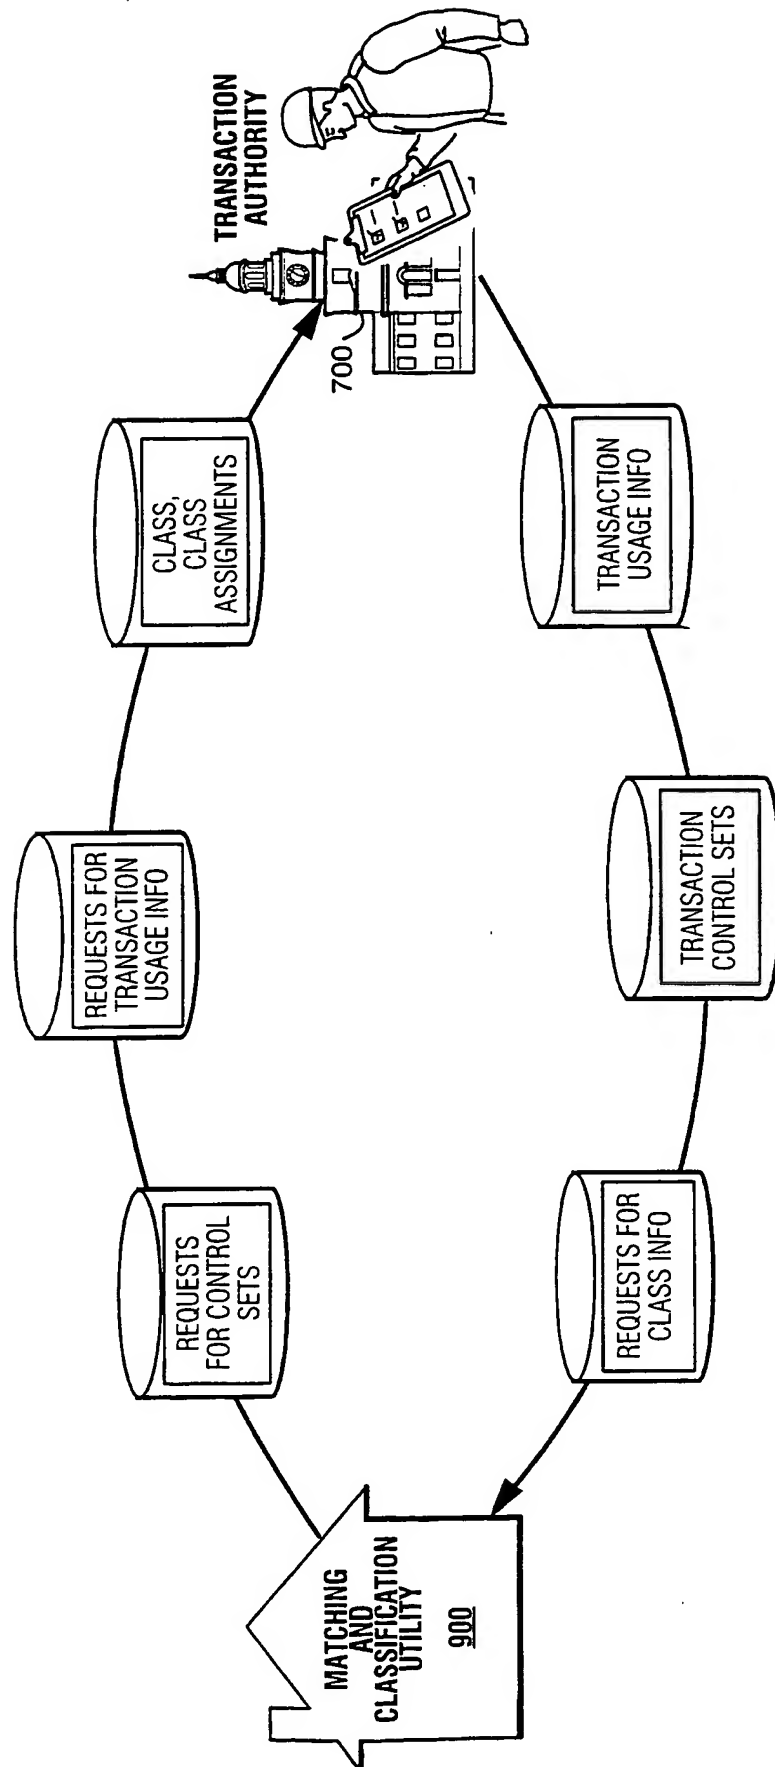 TRANSACTION
AUTHORITY
700
CLASS,
CLASS
ASSIGNMENTS
REQUESTS FOR
TRANSACTION
USAGE INFO
REQUESTS
FOR CONTROL
SETS
MATCHING
AND
CLASSIFICATION
UTILITY
900
REQUESTS FOR
CLASS INFO
TRANSACTION
CONTROL SETS
TRANSACTION
USAGE INFO